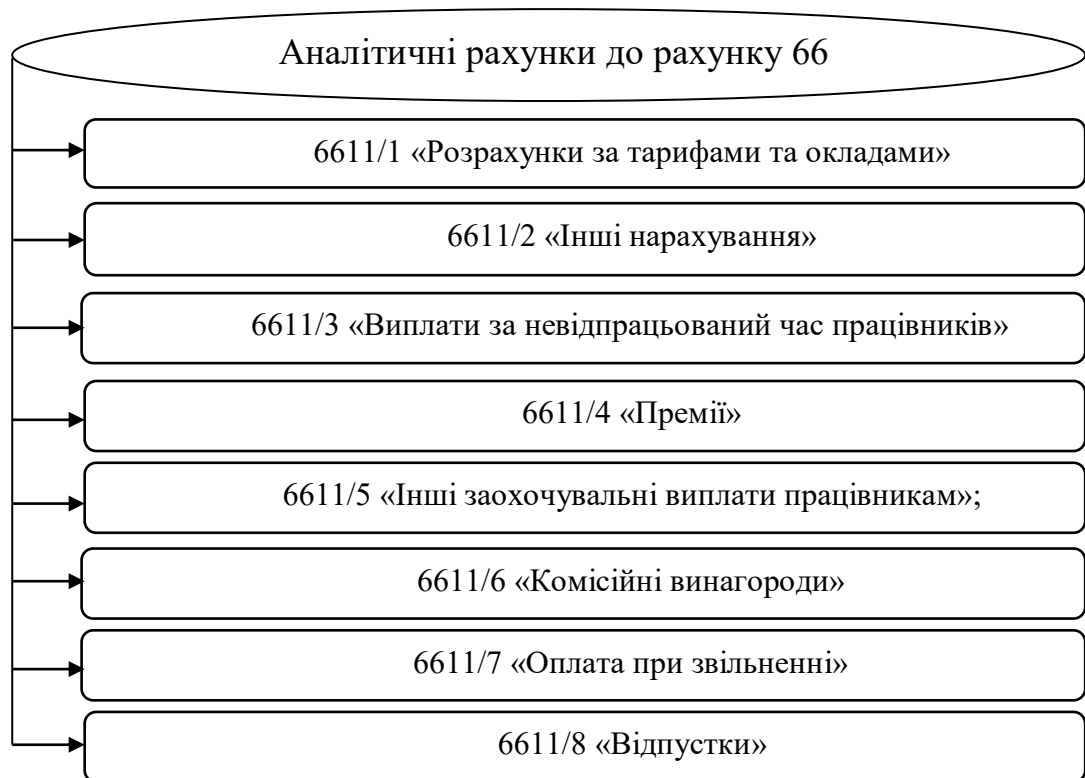 Аналітичні рахунки до рахунку 66
6611/1 «Розрахунки за тарифами та окладами»
6611/2 «Інші нарахування»
6611/3 «Виплати за невідпрацьований час працівників»
6611/4 «Премії»
6611/5 «Інші заохочувальні виплати працівникам»;
6611/6 «Комісійні винагороди»
6611/7 «Оплата при звільненні»
6611/8 «Відпустки»